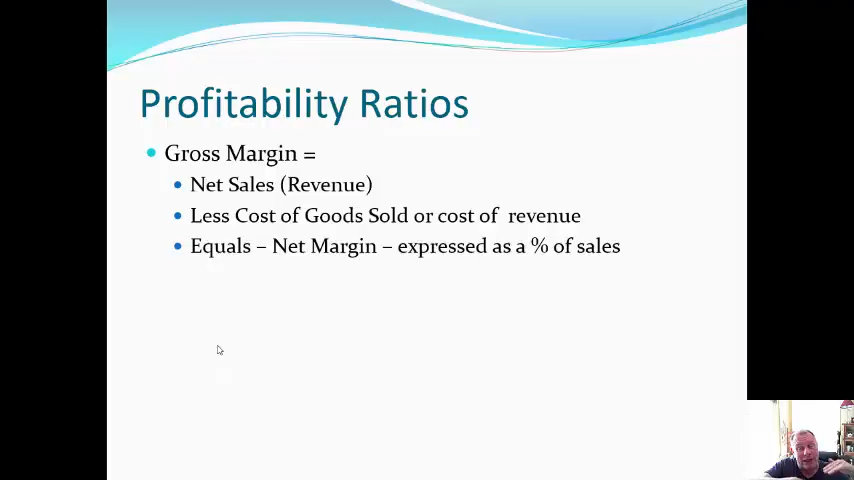 Profitability Ratios
Gross Margin =
Net Sales (Revenue)
Less Cost of Goods Sold or cost of revenue
Equals – Net Margin – expressed as a % of sales